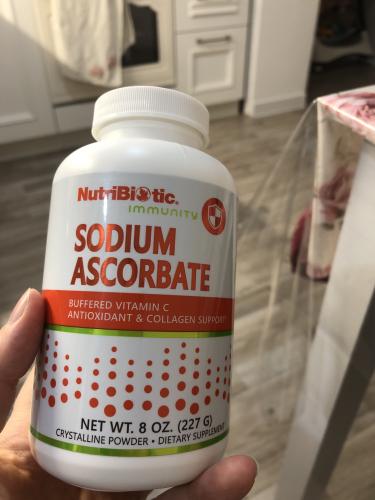 NutriBiotic®
immunity
SODIUM
ASCORBATE
BUFFERED VITAMIN C
ANTIOXIDANT & COLLAGEN SUPPORT*
NET WT. 8 OZ. (227 G)
CRYSTALLINE POWDER • DIETARY SUPPLEMENT